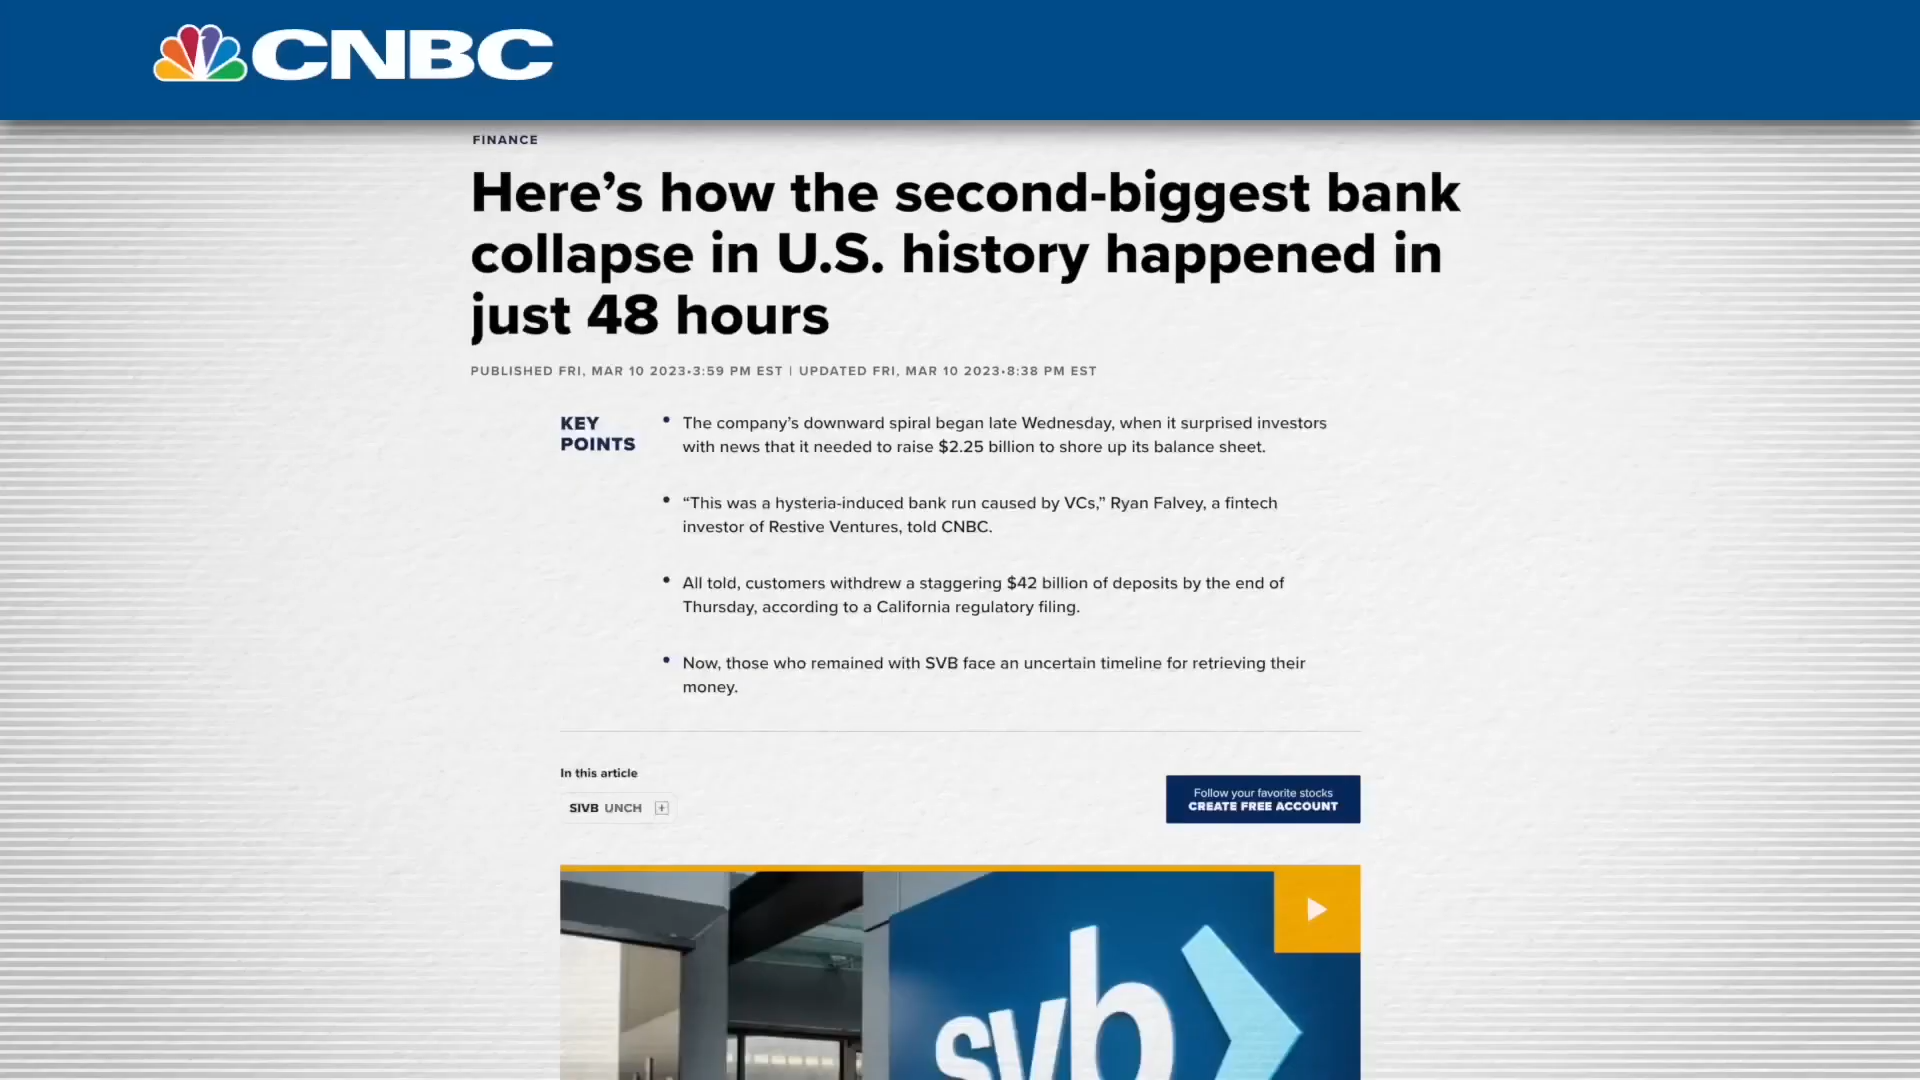 CNBC
FINANCE
Here’s how the second-biggest bank
collapse in U.S. history happened in
just 48 hours
PUBLISHED FRI, MAR 10 2023•3:59 PM EST | UPDATED FRI, MAR 10 2023•8:38 PM EST
KEY
POINTS
• The company’s downward spiral began late Wednesday, when it surprised investors
with news that it needed to raise $2.25 billion to shore up its balance sheet.
• “This was a hysteria-induced bank run caused by VCs,” Ryan Falvey, a fintech
investor of Restive Ventures, told CNBC.
• All told, customers withdrew a staggering $42 billion of deposits by the end of
Thursday, according to a California regulatory filing.
• Now, those who remained with SVB face an uncertain timeline for retrieving their
money.
In this article
SIVB UNCH +
Follow your favorite stocks
CREATE FREE ACCOUNT
svb